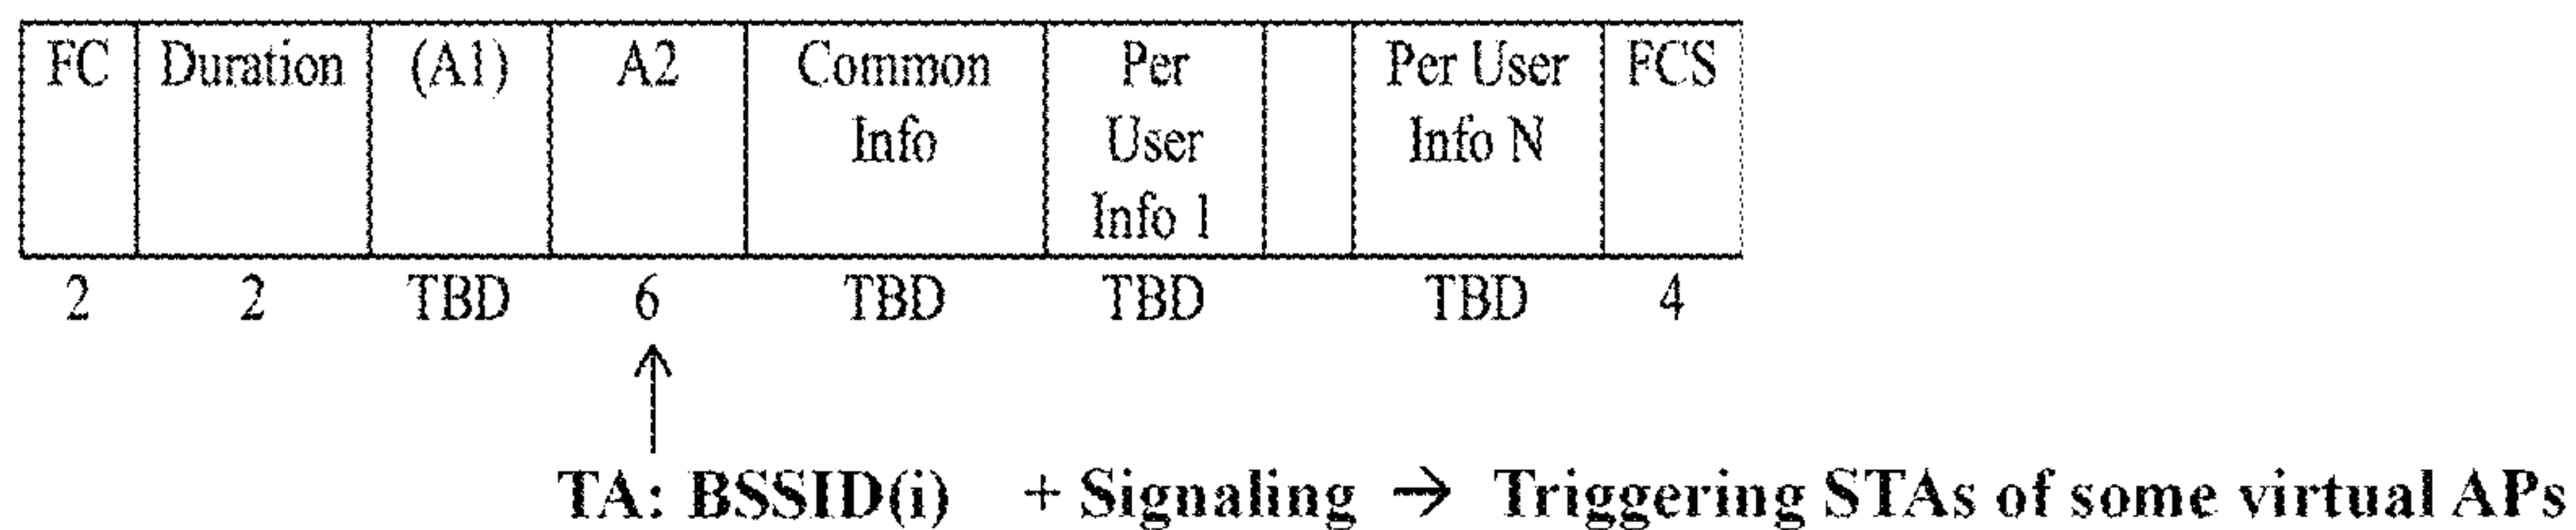 FC Duration (A1) A2 Common Per Per User FCS
Info User Info N
Info 1
2 2 TBD 6 TBD TBD TBD 4
TA: BSSID(i) + Signaling → Triggering STAs of some virtual APs